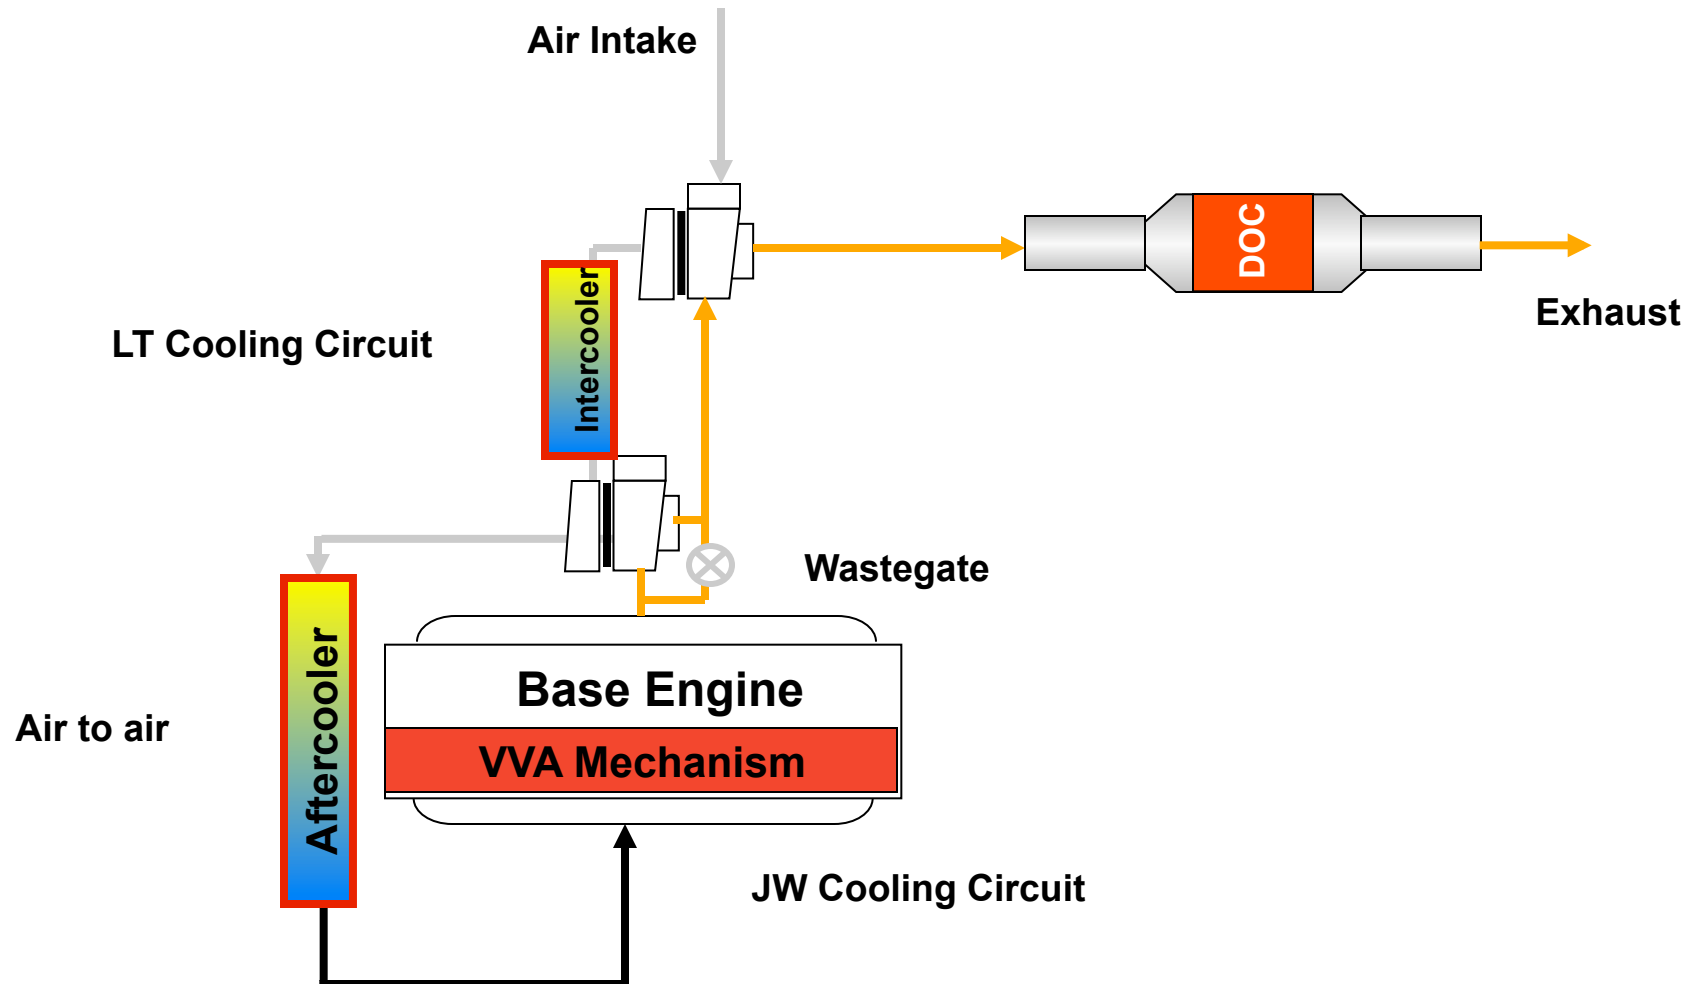 Air Intake
DOC
Exhaust
Intercooler
LT Cooling Circuit
Wastegate
Base Engine
VVA Mechanism
Aftercooler
Air to air
JW Cooling Circuit